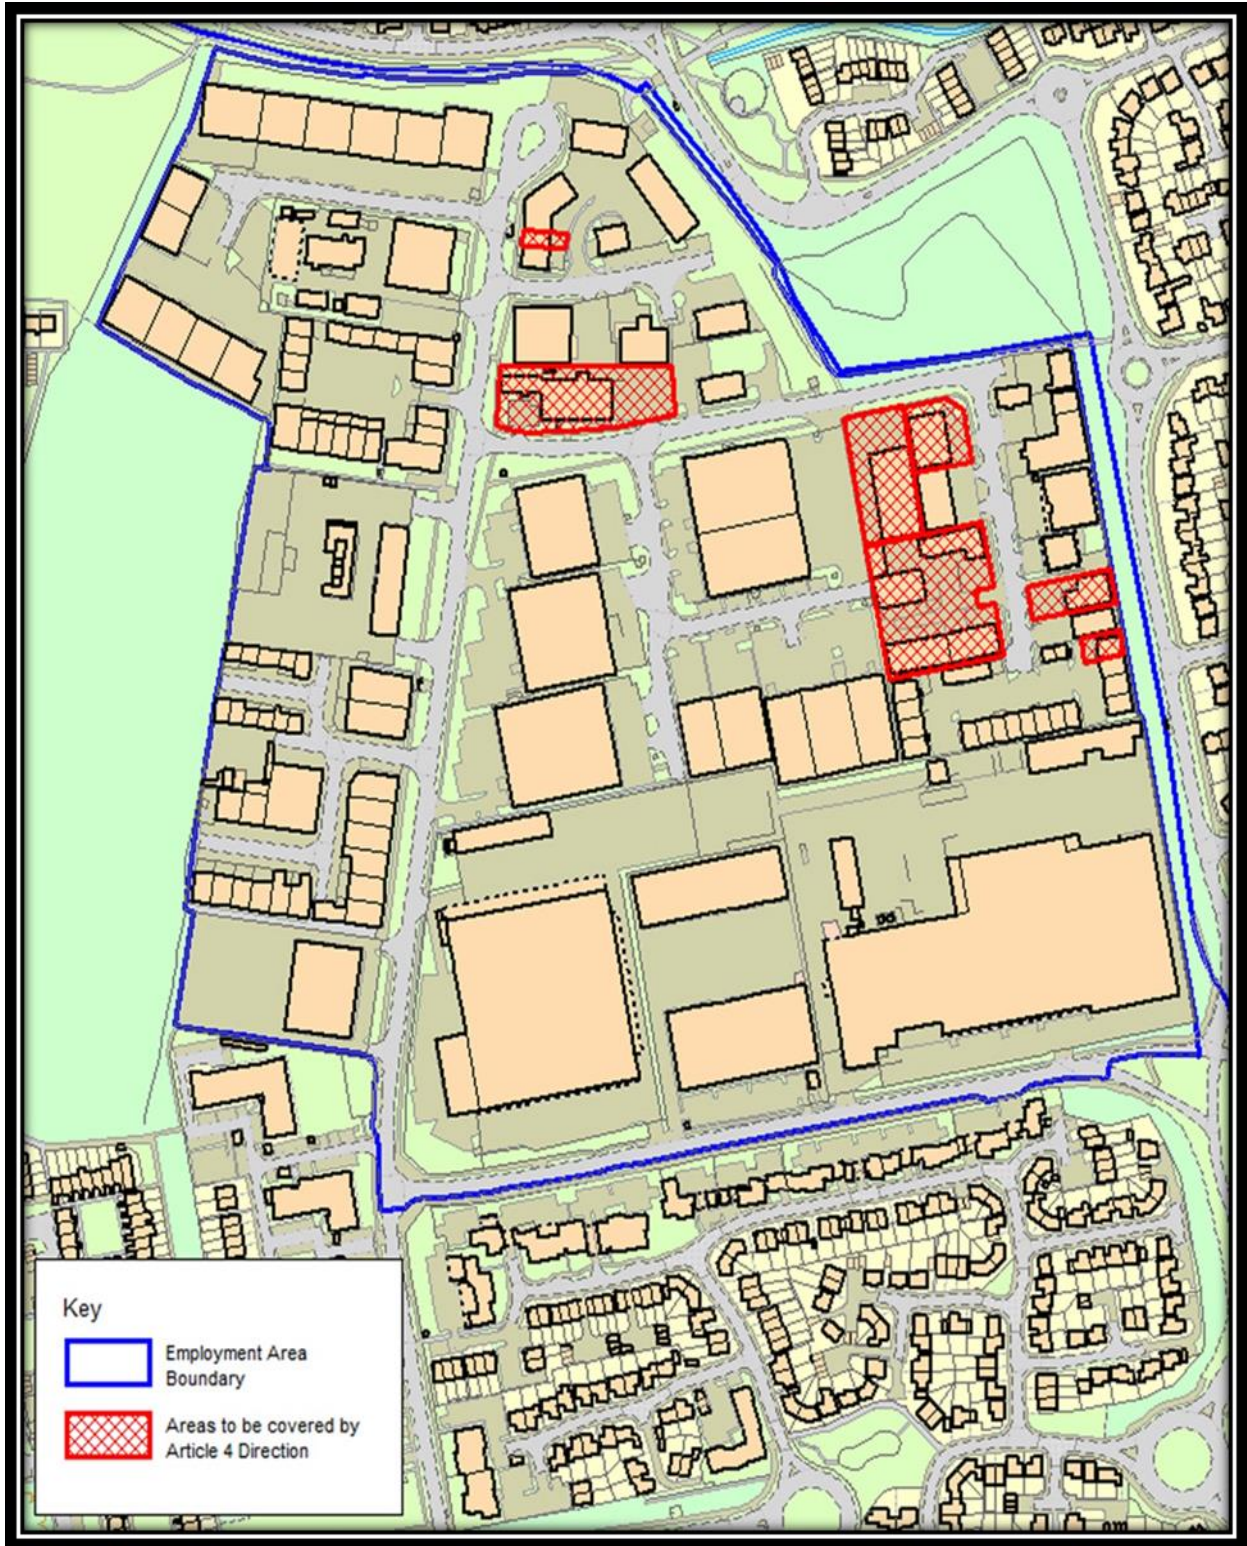 Key
Employment Area
Boundary
Areas to be covered by
Article 4 Direction